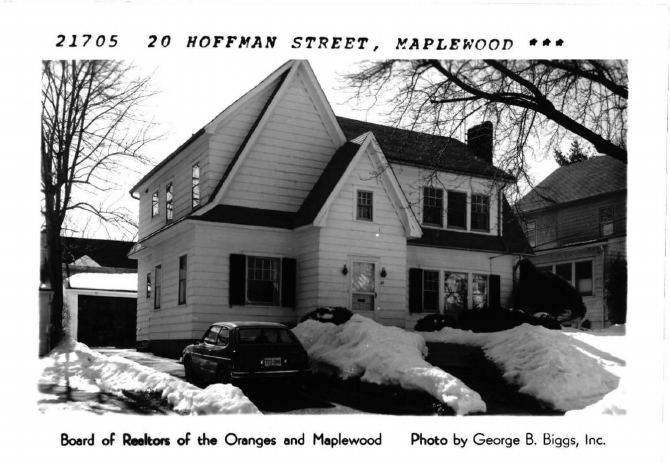 21705 20 HOFFMAN STREET, MAPLEWOOD ***
Board of Realtors of the Oranges and Maplewood Photo by George B. Biggs, Inc.